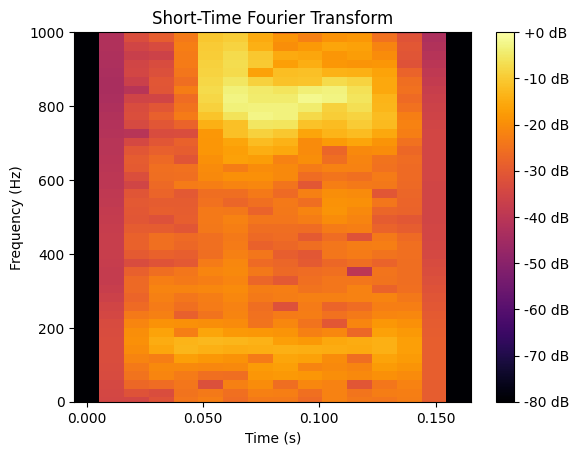 Short-Time Fourier Transform
1000
800
600
400
200
0
Frequency (Hz)
0.000
0.050
0.100
0.150
Time (s)
+0 dB
-10 dB
-20 dB
-30 dB
-40 dB
-50 dB
-60 dB
-70 dB
-80 dB